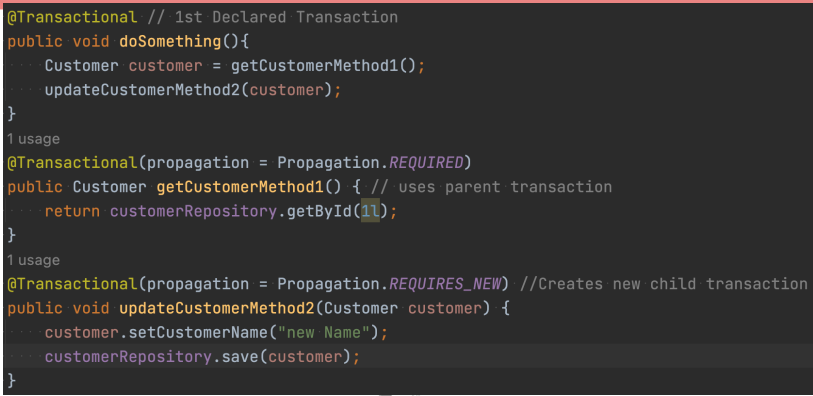 @Transactional // 1st Declared Transaction
public void doSomething(){
Customer customer = getCustomerMethod1();
updateCustomerMethod2(customer);
}
1 usage
@Transactional(propagation = Propagation.REQUIRED)
public Customer getCustomerMethod1() { // uses parent transaction
return customerRepository.getById(1l);
}
1 usage
@Transactional(propagation = Propagation.REQUIRES_NEW) //Creates new child transaction
public void updateCustomerMethod2(Customer customer) {
customer.setCustomerName("new Name");
customerRepository.save(customer);
}